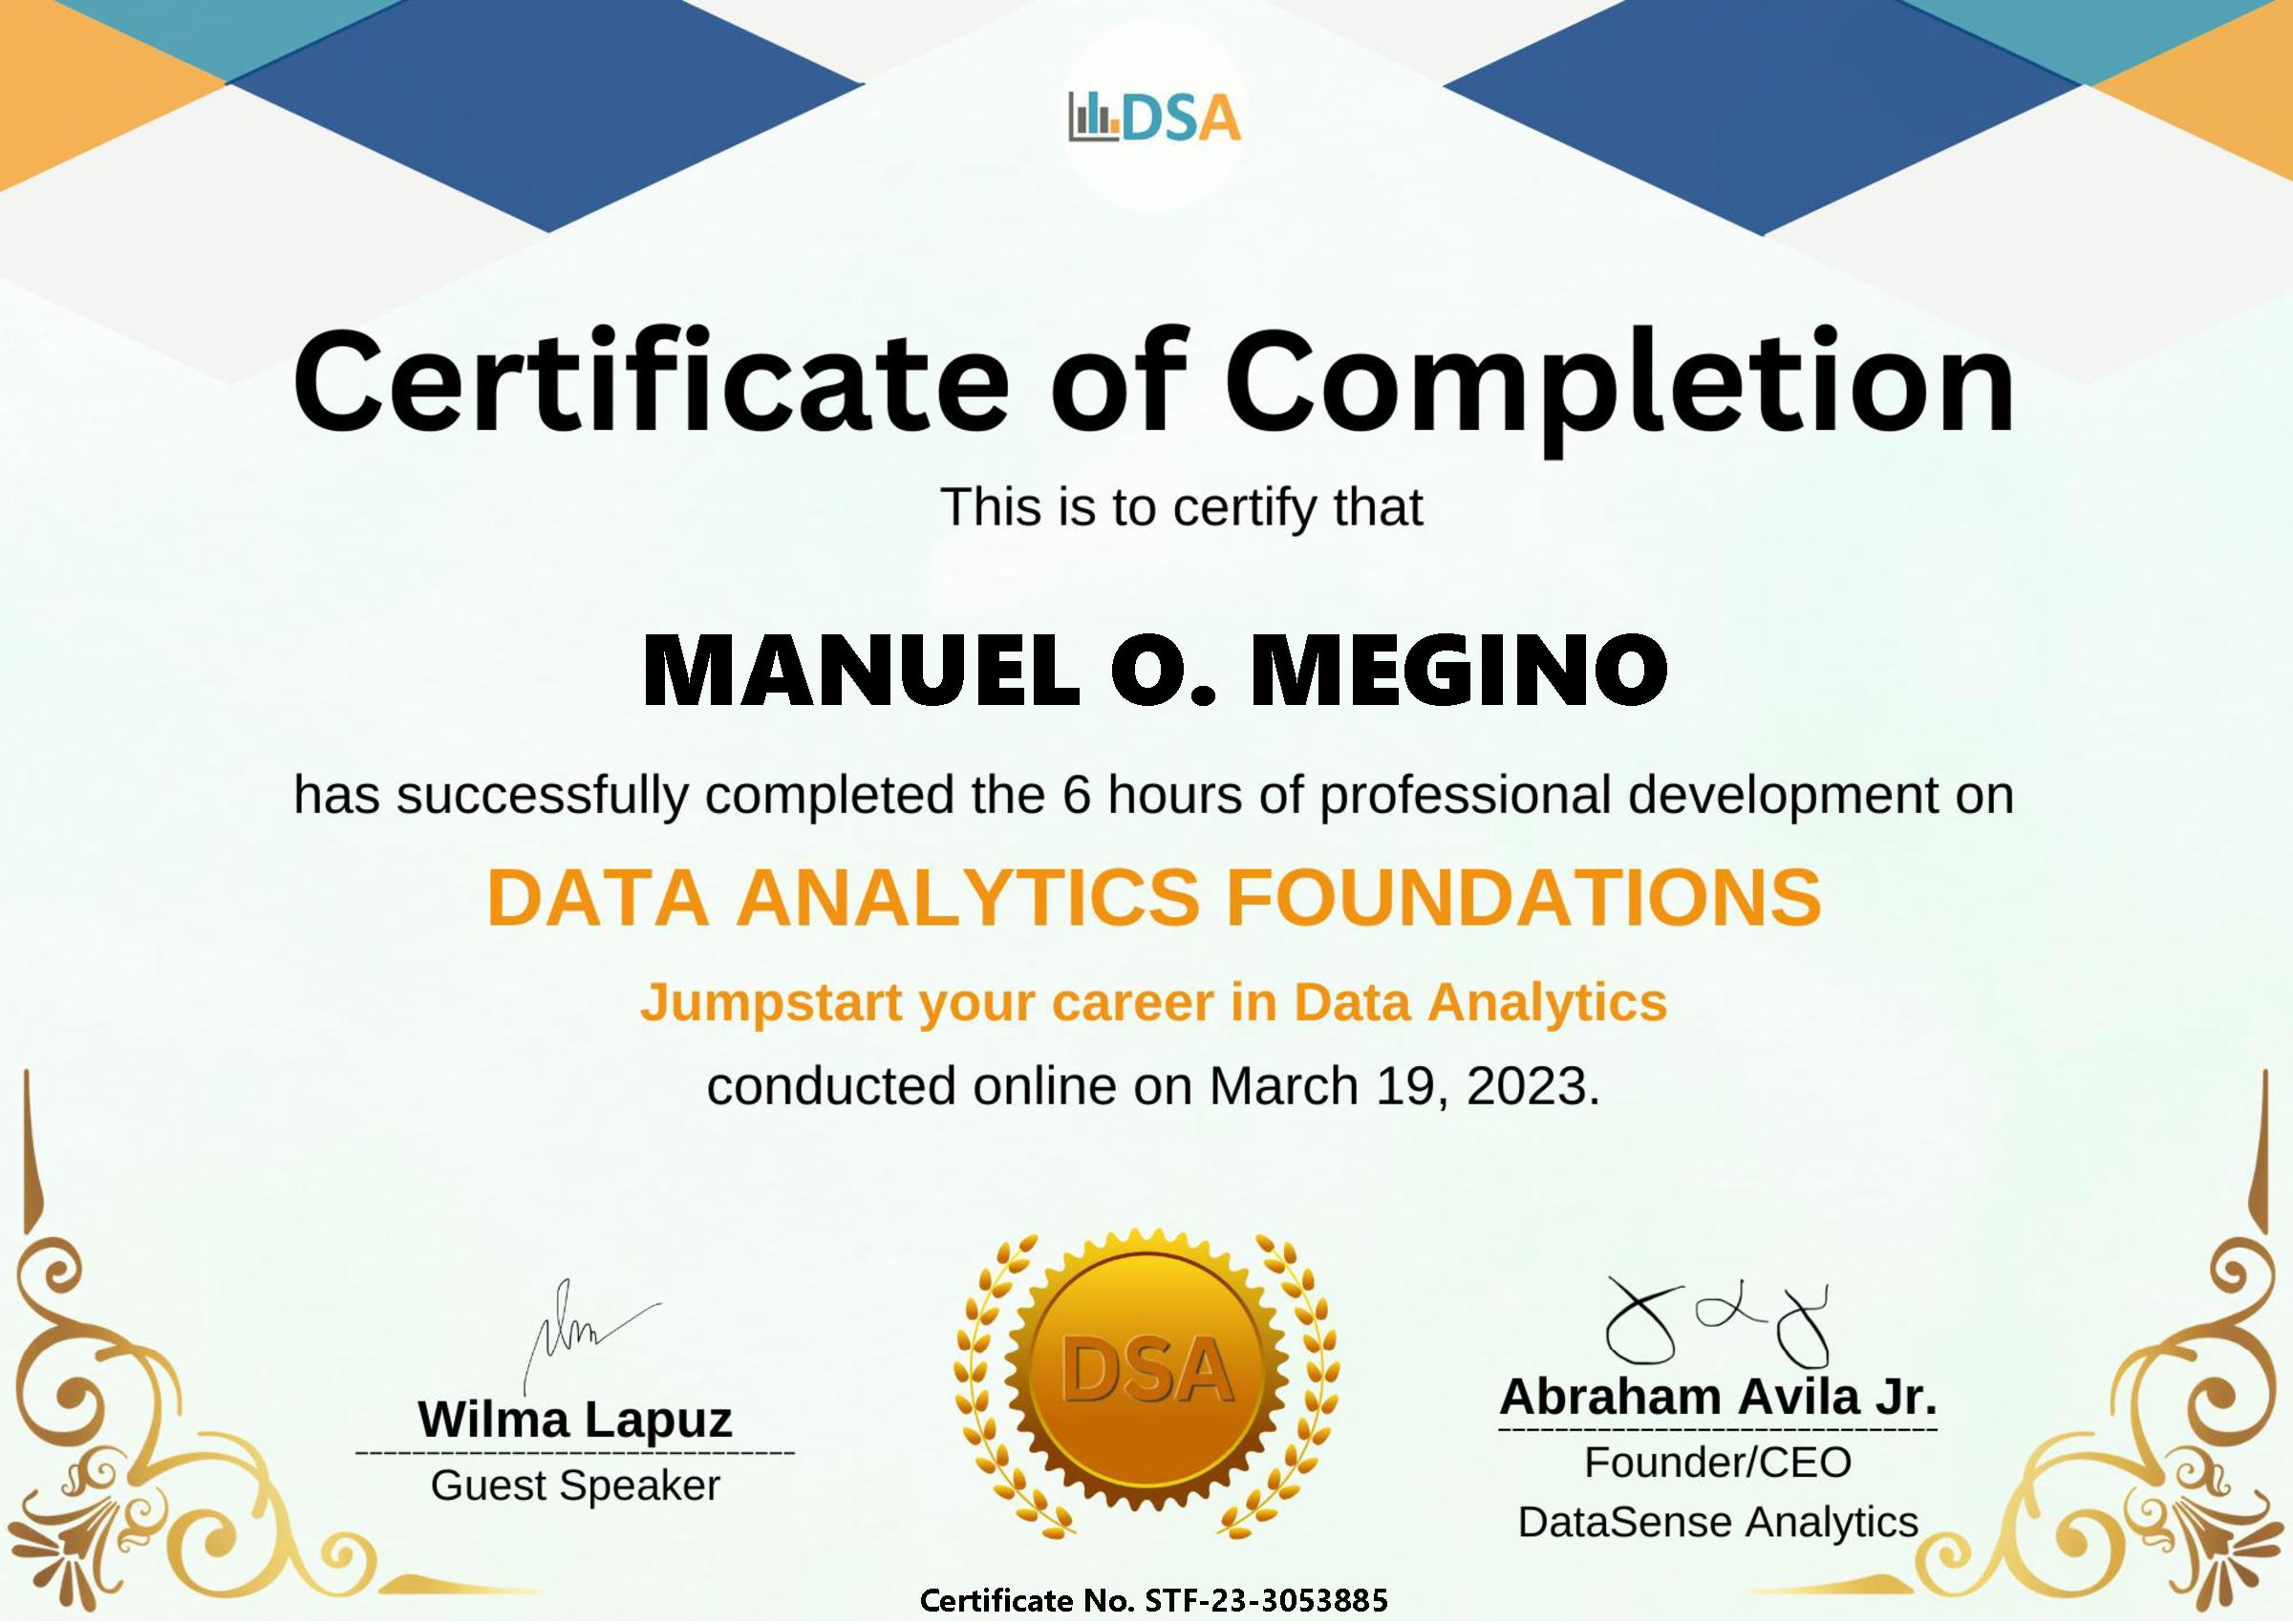 DSA
Certificate of Completion
This is to certify that
MANUEL O. MEGINO
has successfully completed the 6 hours of professional development on
DATA ANALYTICS FOUNDATIONS
Jumpstart your career in Data Analytics
conducted online on March 19, 2023.
DSA
Wilma Lapuz
Guest Speaker
Abraham Avila Jr.
Founder/CEO
DataSense Analytics
Certificate No. STF-23-3053885